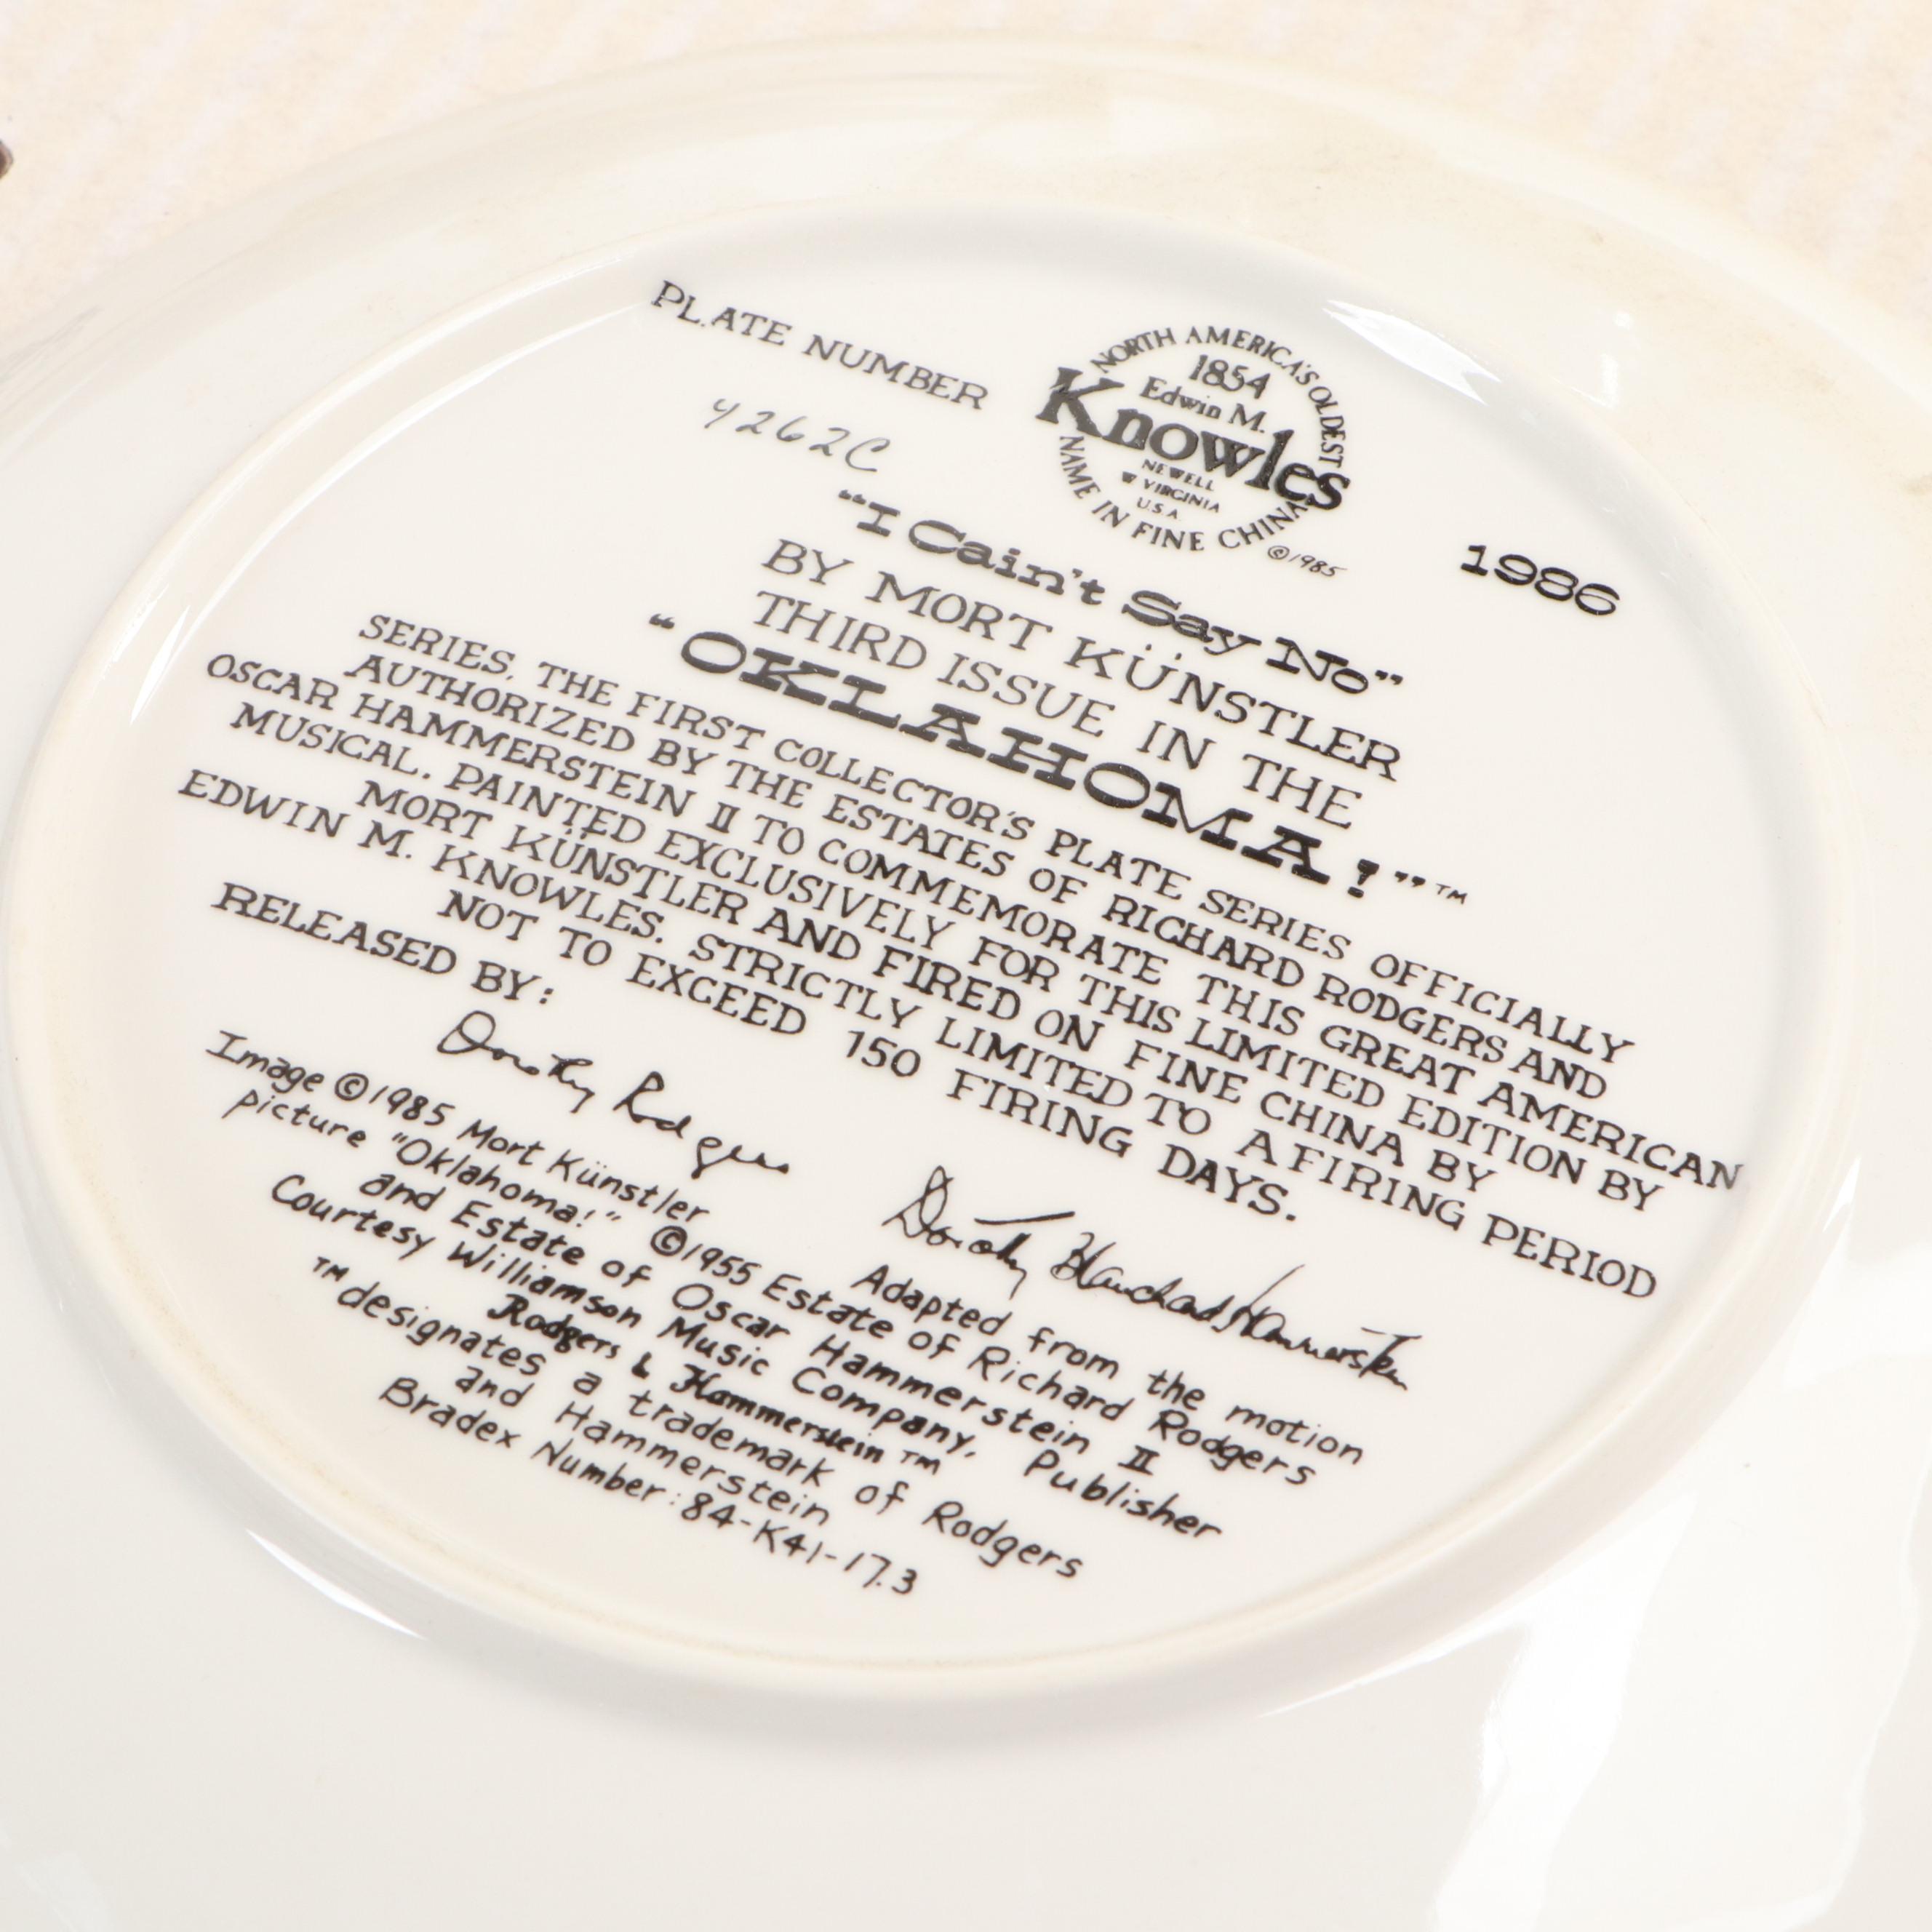 PLATE NUMBER
4262C
NORTH AMERICA'S OLDEST
1854
Edwin M.
Knowles
NEWELL
W VIRGINIA
U.S.A.
NAME IN FINE CHINA
©1985
1986
"I Cain't Say No"
BY MORT KÜNSTLER
THIRD ISSUE IN THE
"OKLAHOMA!"™
SERIES, THE FIRST COLLECTOR'S PLATE SERIES OFFICIALLY
AUTHORIZED BY THE ESTATES OF RICHARD RODGERS AND
OSCAR HAMMERSTEIN II TO COMMEMORATE THIS GREAT AMERICAN
MUSICAL. PAINTED EXCLUSIVELY FOR THIS LIMITED EDITION BY
MORT KÜNSTLER AND FIRED ON FINE CHINA BY
EDWIN M. KNOWLES. STRICTLY LIMITED TO A FIRING PERIOD
NOT TO EXCEED 150 FIRING DAYS.
RELEASED BY:
Dorothy Rodgers
Dorothy Blanchard Hammerstein
Image ©1985 Mort Künstler Adapted from the motion
picture "Oklahoma!" ©1955 Estate of Richard Rodgers
and Estate of Oscar Hammerstein II
Courtesy Williamson Music Company, Publisher
Rodgers & Hammerstein ™
™ designates a trademark of Rodgers
and Hammerstein
Bradex Number: 84-K41-17.3